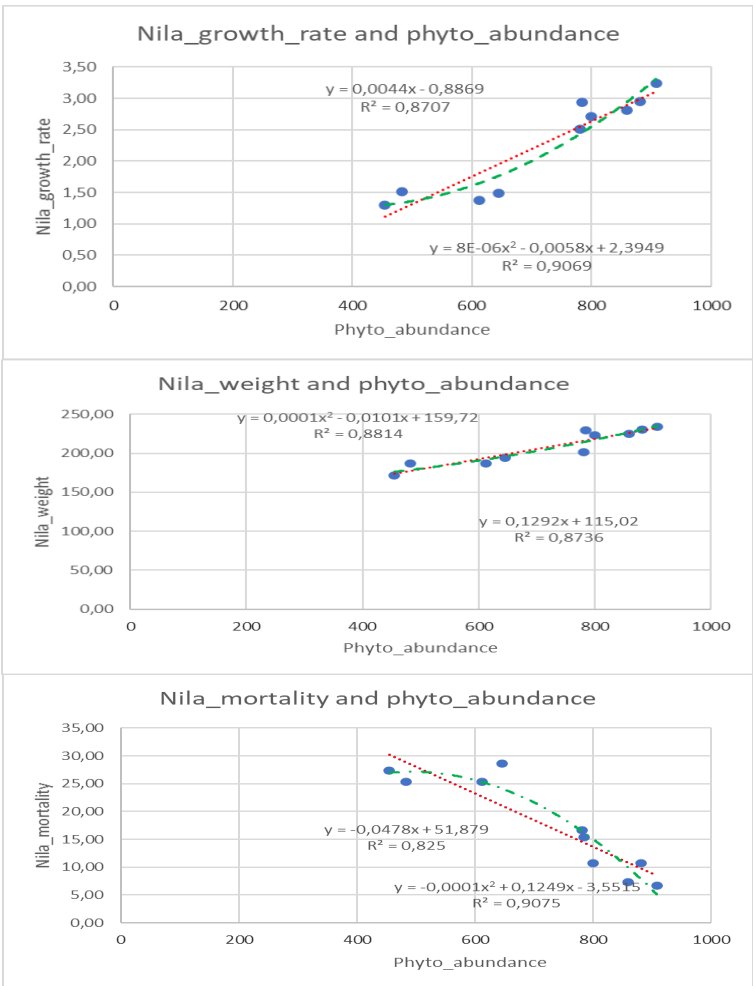 Nila_growth_rate and phyto_abundance
3,50
3,00
2,50
2,00
1,50
1,00
0,50
0,00
Nila_growth_rate
y = 0,0044x - 0,8869
R² = 0,8707
y = 8E-06x² - 0,0058x + 2,3949
R² = 0,9069
0 200 400 600 800 1000
Phyto_abundance
Nila_weight and phyto_abundance
250,00
200,00
150,00
100,00
50,00
0,00
Nila_weight
y = 0,0001x² - 0,0101x + 159,72
R² = 0,8814
y = 0,1292x + 115,02
R² = 0,8736
0 200 400 600 800 1000
Phyto_abundance
Nila_mortality and phyto_abundance
35,00
30,00
25,00
20,00
15,00
10,00
5,00
0,00
Nila_mortality
y = -0,0478x + 51,879
R² = 0,825
y = -0,0001x² + 0,1249x - 3,5515
R² = 0,9075
0 200 400 600 800 1000
Phyto_abundance